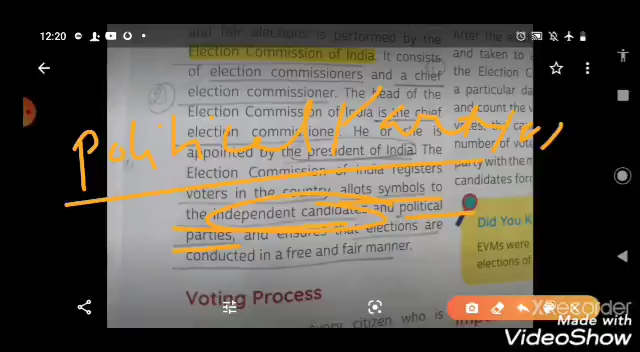 12:20
and fair elections is performed by the
Election Commission of India. It consists
of election commissioners and a chief
election commissioner. The head of the
Election Commission of India is the chief
election commissioner. He or she is
appointed by the president of India. The
Election Commission of India registers
voters in the country, allots symbols to
the independent candidates and political
parties, and ensures that elections are
conducted in a free and fair manner.
Voting Process
every citizen who is
After the
and taken to a
the Election C
a particular da
and count the v
votes, the
number of vote
party with the m
candidates for
Did You K
EVMs were
elections of
Political
XRecorder
Made with
VideoShow